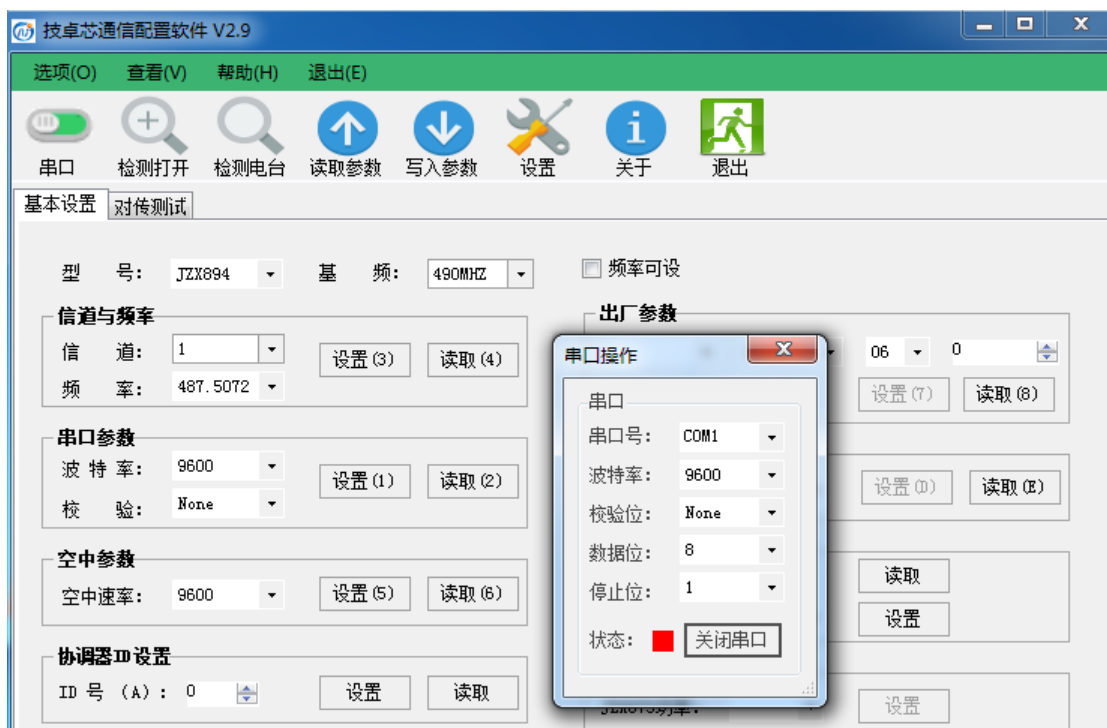 技卓芯通信配置软件 V2.9
选项(O) 查看(V) 帮助(H) 退出(E)
串口 检测打开 检测电台 读取参数 写入参数 设置 关于 退出
基本设置 对传测试
型 号: JZX894 基 频: 490MHZ 频率可设
信道与频率
信 道: 1 设置(3) 读取(4)
频 率: 487.5072
串口参数
波特率: 9600 设置(1) 读取(2)
校 验: None
空中参数
空中速率: 9600 设置(5) 读取(6)
协调器ID设置
ID 号 (A): 0 设置 读取
出厂参数
06 0
设置(7) 读取(8)
设置(D) 读取(E)
读取
设置
设置
串口操作
串口
串口号: COM1
波特率: 9600
校验位: None
数据位: 8
停止位: 1
状态: 关闭串口